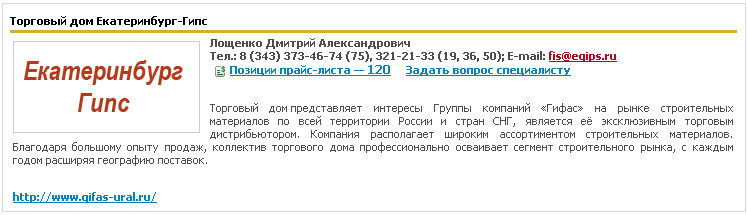 Торговый дом Екатеринбург-Гипс
Екатеринбург
Гипс
Лощенко Дмитрий Александрович
Тел.: 8 (343) 373-46-74 (75), 321-21-33 (19, 36, 50); E-mail: fis@egips.ru
Позиции прайс-листа — 120 Задать вопрос специалисту
Торговый дом представляет интересы Группы компаний «Гифас» на рынке строительных
материалов по всей территории России и стран СНГ, является её эксклюзивным торговым
дистрибьютором. Компания располагает широким ассортиментом строительных материалов.
Благодаря большому опыту продаж, коллектив торгового дома профессионально осваивает сегмент строительного рынка, с каждым
годом расширяя географию поставок.
http://www.gifas-ural.ru/